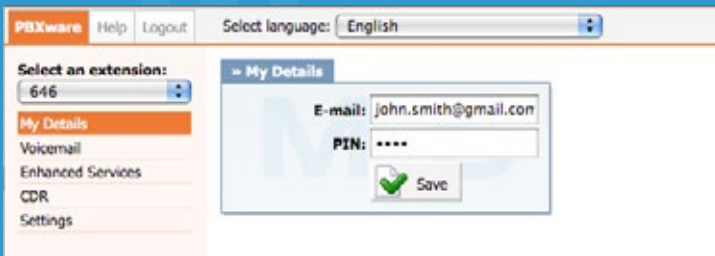 PBXware Help Logout Select language: English
Select an extension:
646
My Details
Voicemail
Enhanced Services
CDR
Settings
» My Details
E-mail: john.smith@gmail.com
PIN: ••••
Save